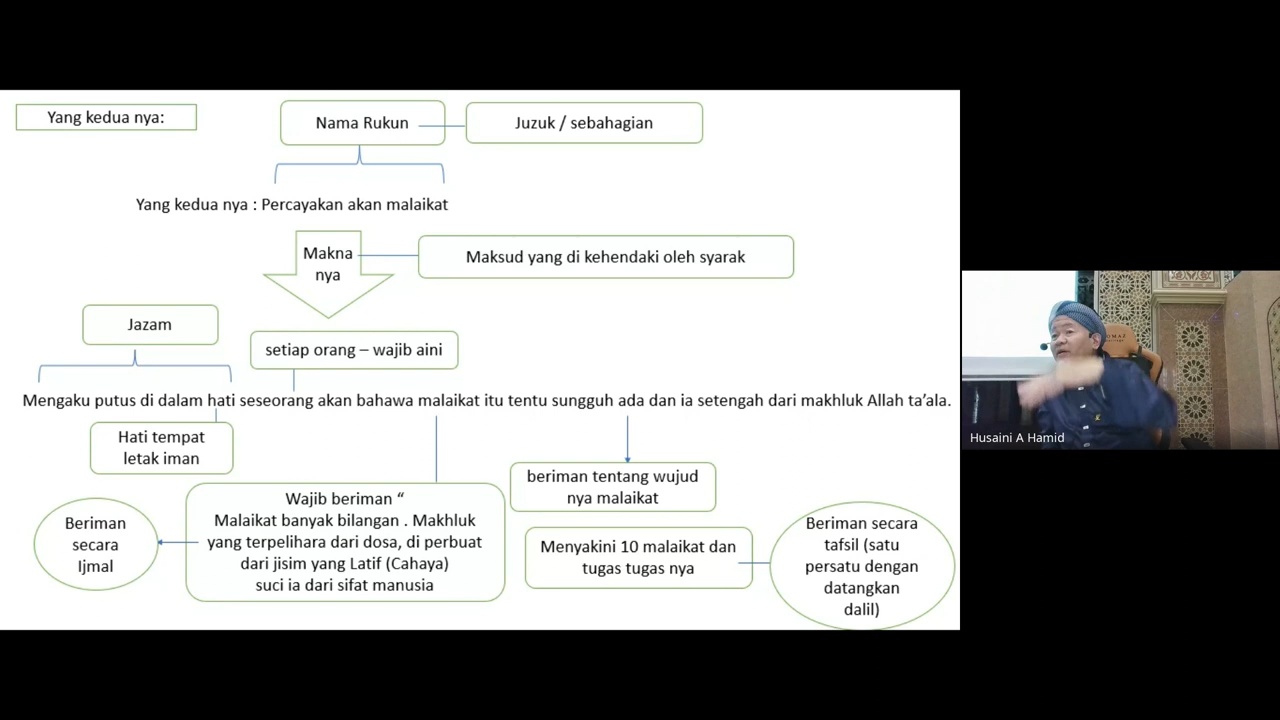 Yang kedua nya:
Nama Rukun
Juzuk / sebahagian
Yang kedua nya : Percayakan akan malaikat
Makna
nya
Maksud yang di kehendaki oleh syarak
Jazam
setiap orang – wajib aini
Mengaku putus di dalam hati seseorang akan bahawa malaikat itu tentu sungguh ada dan ia setengah dari makhluk Allah ta’ala.
Hati tempat
letak iman
Beriman
secara
Ijmal
Wajib beriman “
Malaikat banyak bilangan . Makhluk
yang terpelihara dari dosa, di perbuat
dari jisim yang Latif (Cahaya)
suci ia dari sifat manusia
beriman tentang wujud
nya malaikat
Menyakini 10 malaikat dan
tugas tugas nya
Beriman secara
tafsil (satu
persatu dengan
datangkan
dalil)
Husaini A Hamid